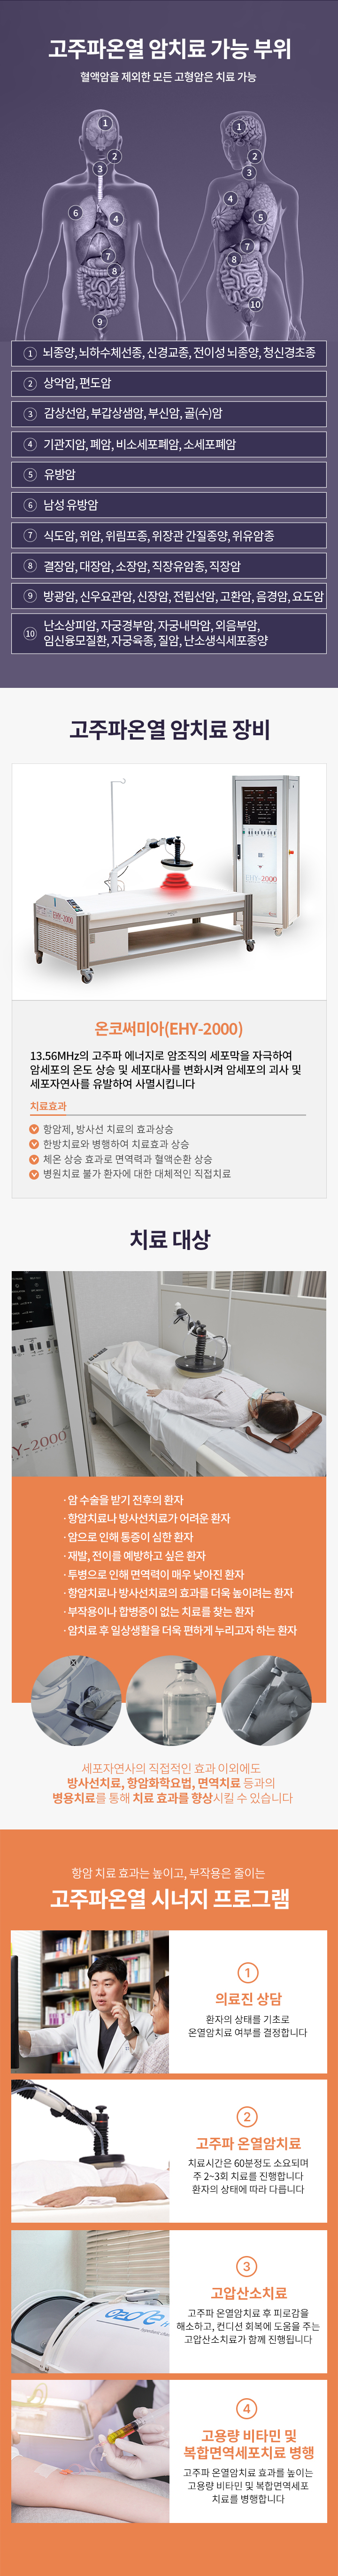 고주파온열 암치료 가능 부위
혈액암을 제외한 모든 고형암은 치료 가능
1
2
3
4
6
7
8
9
1
2
3
4
5
7
8
10
① 뇌종양, 뇌하수체선종, 신경교종, 전이성 뇌종양, 청신경초종
② 상악암, 편도암
③ 갑상선암, 부갑상샘암, 부신암, 골(수)암
④ 기관지암, 폐암, 비소세포폐암, 소세포폐암
⑤ 유방암
⑥ 남성 유방암
⑦ 식도암, 위암, 위림프종, 위장관 간질종양, 위유암종
⑧ 결장암, 대장암, 소장암, 직장유암종, 직장암
⑨ 방광암, 신우요관암, 신장암, 전립선암, 고환암, 음경암, 요도암
⑩ 난소상피암, 자궁경부암, 자궁내막암, 외음부암,
임신융모질환, 자궁육종, 질암, 난소생식세포종양
고주파온열 암치료 장비
EHY-2000
온코써미아(EHY-2000)
13.56MHz의 고주파 에너지로 암조직의 세포막을 자극하여
암세포의 온도 상승 및 세포대사를 변화시켜 암세포의 괴사 및
세포자연사를 유발하여 사멸시킵니다
치료효과
항암제, 방사선 치료의 효과상승
한방치료와 병행하여 치료효과 상승
체온 상승 효과로 면역력과 혈액순환 상승
병원치료 불가 환자에 대한 대체적인 직접치료
치료 대상
Y-2000
· 암 수술을 받기 전후의 환자
· 항암치료나 방사선치료가 어려운 환자
· 암으로 인해 통증이 심한 환자
· 재발, 전이를 예방하고 싶은 환자
· 투병으로 인해 면역력이 매우 낮아진 환자
· 항암치료나 방사선치료의 효과를 더욱 높이려는 환자
· 부작용이나 합병증이 없는 치료를 찾는 환자
· 암치료 후 일상생활을 더욱 편하게 누리고자 하는 환자
세포자연사의 직접적인 효과 이외에도
방사선치료, 항암화학요법, 면역치료 등과의
병용치료를 통해 치료 효과를 향상시킬 수 있습니다
항암 치료 효과는 높이고, 부작용은 줄이는
고주파온열 시너지 프로그램
1
의료진 상담
환자의 상태를 기초로
온열암치료 여부를 결정합니다
2
고주파 온열암치료
치료시간은 60분정도 소요되며
주 2~3회 치료를 진행합니다
환자의 상태에 따라 다릅니다
3
고압산소치료
고주파 온열암치료 후 피로감을
해소하고, 컨디션 회복에 도움을 주는
고압산소치료가 함께 진행됩니다
4
고용량 비타민 및
복합면역세포치료 병행
고주파 온열암치료 효과를 높이는
고용량 비타민 및 복합면역세포
치료를 병행합니다